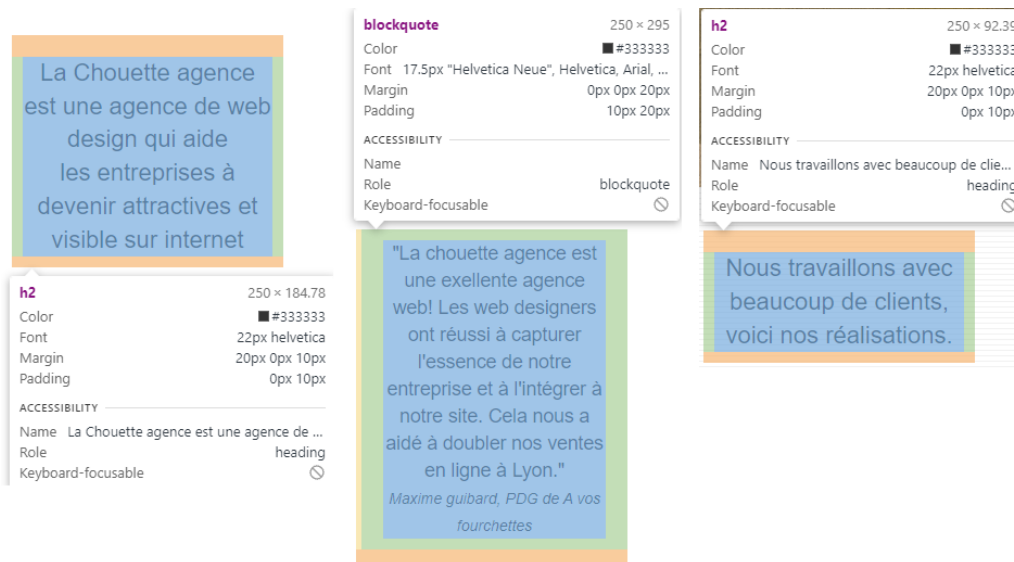 La Chouette agence
est une agence de web
design qui aide
les entreprises à
devenir attractives et
visible sur internet
h2 250 × 184.78
Color #333333
Font 22px helvetica
Margin 20px 0px 10px
Padding 0px 10px
ACCESSIBILITY
Name La Chouette agence est une agence de ...
Role heading
Keyboard-focusable
blockquote 250 × 295
Color #333333
Font 17.5px "Helvetica Neue", Helvetica, Arial, ...
Margin 0px 0px 20px
Padding 10px 20px
ACCESSIBILITY
Name
Role blockquote
Keyboard-focusable
"La chouette agence est
une exellente agence
web! Les web designers
ont réussi à capturer
l'essence de notre
entreprise et à l'intégrer à
notre site. Cela nous a
aidé à doubler nos ventes
en ligne à Lyon."
Maxime guibard, PDG de A vos
fourchettes
h2 250 × 92.39
Color #333333
Font 22px helvetica
Margin 20px 0px 10px
Padding 0px 10px
ACCESSIBILITY
Name Nous travaillons avec beaucoup de clie...
Role heading
Keyboard-focusable
Nous travaillons avec
beaucoup de clients,
voici nos réalisations.